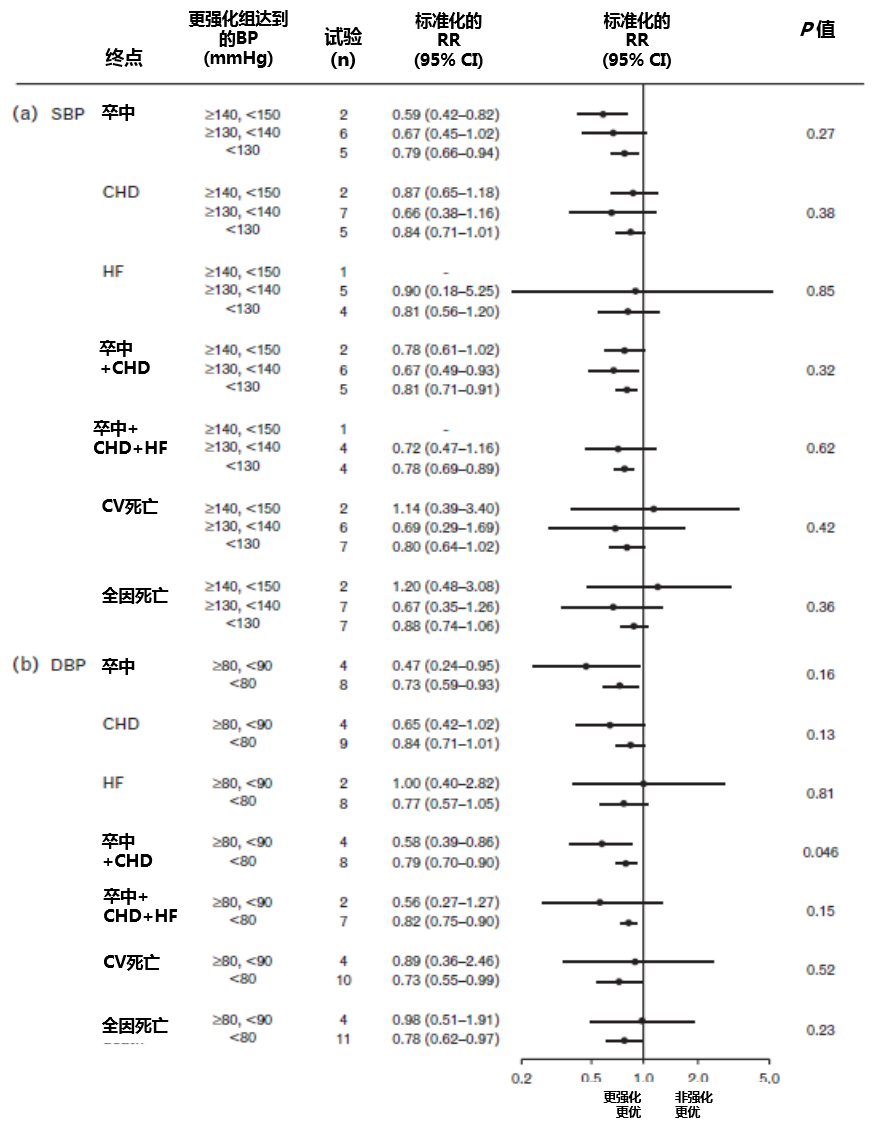 终点 更强化组达到的BP (mmHg) 试验 (n) 标准化的 RR (95% CI) 标准化的 RR (95% CI) P 值
(a) SBP 卒中 ≥140, <150 2 0.59 (0.42–0.82)
≥130, <140 6 0.67 (0.45–1.02) 0.27
<130 5 0.79 (0.66–0.94)
CHD ≥140, <150 2 0.87 (0.65–1.18)
≥130, <140 7 0.66 (0.38–1.16) 0.38
<130 5 0.84 (0.71–1.01)
HF ≥140, <150 1 -
≥130, <140 5 0.90 (0.18–5.25) 0.85
<130 4 0.81 (0.56–1.20)
卒中 ≥140, <150 2 0.78 (0.61–1.02)
+CHD ≥130, <140 6 0.67 (0.49–0.93) 0.32
<130 5 0.81 (0.71–0.91)
卒中+ ≥140, <150 1 -
CHD+HF ≥130, <140 4 0.72 (0.47–1.16) 0.62
<130 4 0.78 (0.69–0.89)
CV死亡 ≥140, <150 2 1.14 (0.39–3.40)
≥130, <140 6 0.69 (0.29–1.69) 0.42
<130 7 0.80 (0.64–1.02)
全因死亡 ≥140, <150 2 1.20 (0.48–3.08)
≥130, <140 7 0.67 (0.35–1.26) 0.36
<130 7 0.88 (0.74–1.06)
(b) DBP 卒中 ≥80, <90 4 0.47 (0.24–0.95) 0.16
<80 8 0.73 (0.59–0.93)
CHD ≥80, <90 4 0.65 (0.42–1.02) 0.13
<80 9 0.84 (0.71–1.01)
HF ≥80, <90 2 1.00 (0.40–2.82) 0.81
<80 8 0.77 (0.57–1.05)
卒中 ≥80, <90 4 0.58 (0.39–0.86) 0.046
+CHD <80 8 0.79 (0.70–0.90)
卒中+ ≥80, <90 2 0.56 (0.27–1.27) 0.15
CHD+HF <80 7 0.82 (0.75–0.90)
CV死亡 ≥80, <90 4 0.89 (0.36–2.46) 0.52
<80 10 0.73 (0.55–0.99)
全因死亡 ≥80, <90 4 0.98 (0.51–1.91) 0.23
<80 11 0.78 (0.62–0.97)
0.2 0.5 1.0 2.0 5.0
更强化 非强化
更优 更优